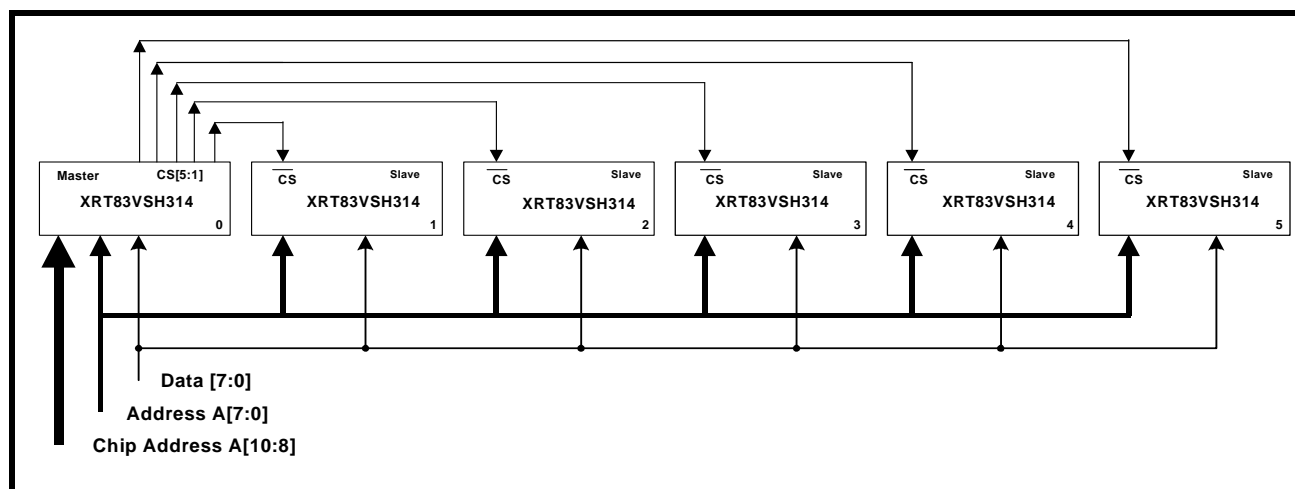 Master CS[5:1]
XRT83VSH314
0
CS Slave
XRT83VSH314
1
CS Slave
XRT83VSH314
2
CS Slave
XRT83VSH314
3
CS Slave
XRT83VSH314
4
CS Slave
XRT83VSH314
5
Data [7:0]
Address A[7:0]
Chip Address A[10:8]